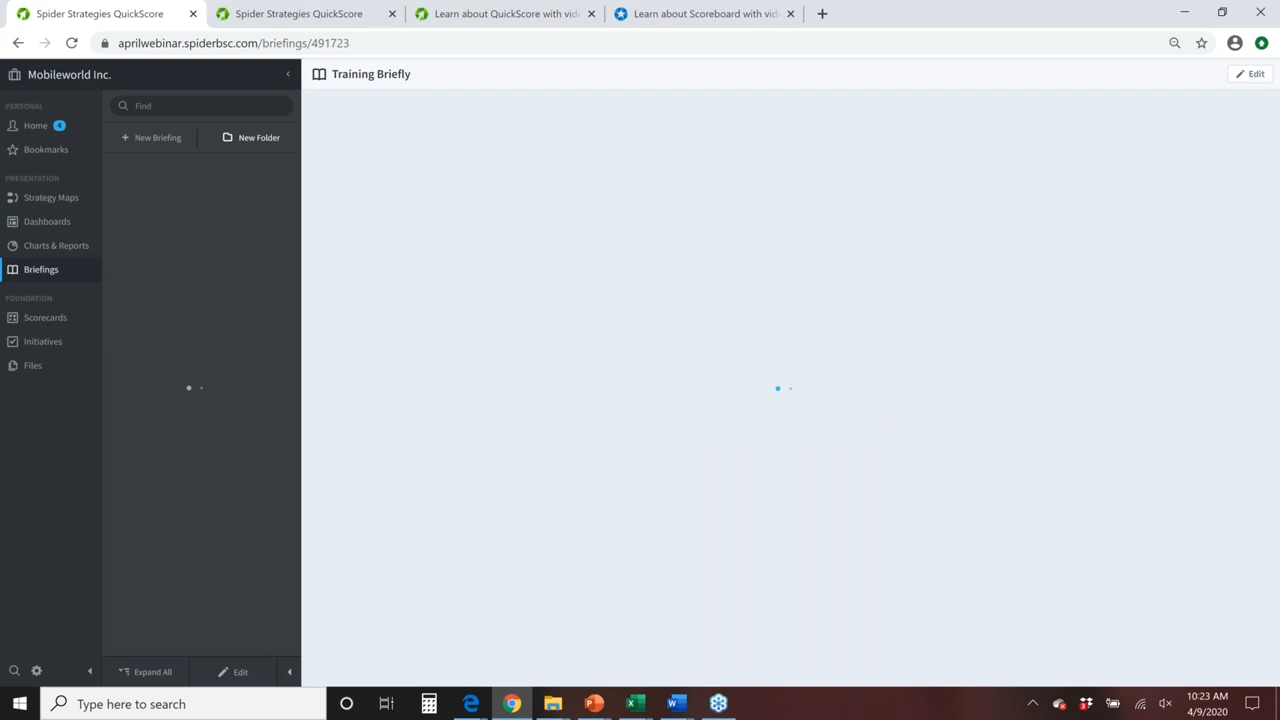 Spider Strategies QuickScore
Spider Strategies QuickScore
Learn about QuickScore with vide
Learn about Scoreboard with vide
aprilwebinar.spiderbsc.com/briefings/491723
Mobileworld Inc.
Training Briefly
Edit
PERSONAL
Find
Home 4
New Briefing
New Folder
Bookmarks
PRESENTATION
Strategy Maps
Dashboards
Charts & Reports
Briefings
FOUNDATION
Scorecards
Initiatives
Files
Expand All
Edit
Type here to search
10:23 AM
4/9/2020